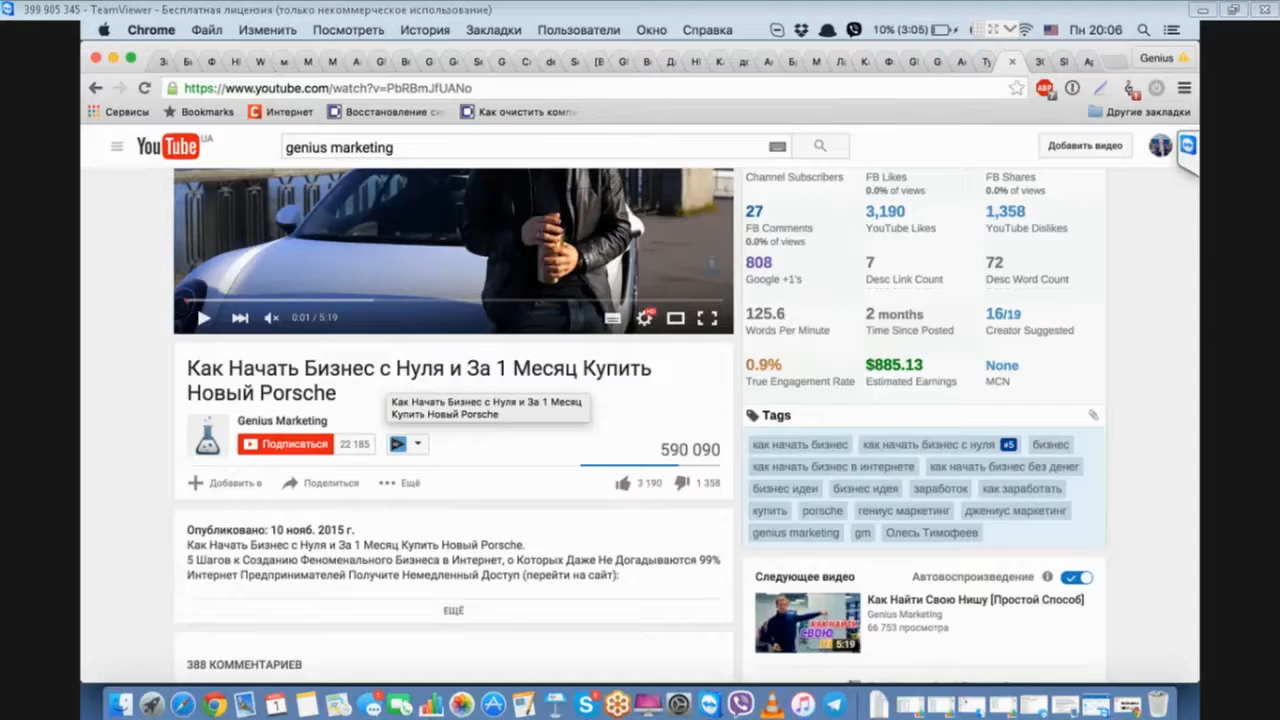 399 905 345 - TeamViewer - Бесплатная лицензия (только некоммерческое использование)
Chrome Файл Изменить Посмотреть История Закладки Пользователи Окно Справка
10% (3:05)
Пн 20:06
Genius
https://www.youtube.com/watch?v=PbRBmJfUANo
Сервисы Bookmarks Интернет Восстановление Как очистить Другие закладки
YouTube UA
genius marketing
Добавить видео
Channel Subscribers FB Likes FB Shares
0.0% of views 0.0% of views
27 3,190 1,358
FB Comments YouTube Likes YouTube Dislikes
0.0% of views
808 7 72
Google +1's Desc Link Count Desc Word Count
125.6 2 months 16/19
Words Per Minute Time Since Posted Creator Suggested
0.9% $885.13 None
True Engagement Rate Estimated Earnings MCN
0:01 / 5:19
HD
Как Начать Бизнес с Нуля и За 1 Месяц Купить
Новый Porsche
Как Начать Бизнес с Нуля и За 1 Месяц
Купить Новый Porsche
Genius Marketing
Подписаться 22 185
590 090
Добавить в Поделиться Ещё 3 190 1 358
Опубликовано: 10 нояб. 2015 г.
Как Начать Бизнес с Нуля и За 1 Месяц Купить Новый Porsche.
5 Шагов к Созданию Феноменального Бизнеса в Интернет, о Которых Даже Не Догадываются 99%
Интернет Предпринимателей Получите Немедленный Доступ (перейти на сайт):
ЕЩЁ
388 КОММЕНТАРИЕВ
Tags
как начать бизнес как начать бизнес с нуля #5 бизнес
как начать бизнес в интернете как начать бизнес без денег
бизнес идеи бизнес идея заработок как заработать
купить porsche гениус маркетинг джениус маркетинг
genius marketing gm Олесь Тимофеев
Следующее видео Автовоспроизведение
Как Найти Свою Нишу [Простой Способ]
Genius Marketing
66 753 просмотра
КАК НАЙТИ
СВОЮ
5:19